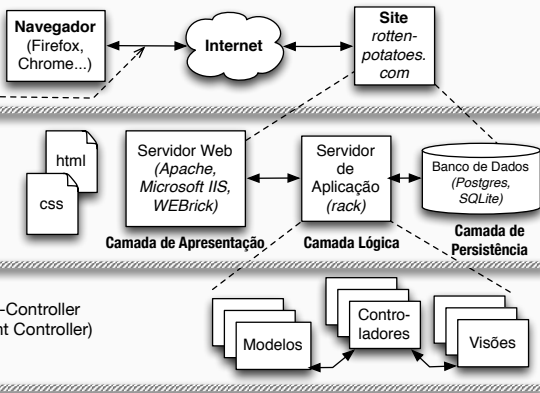 Navegador
(Firefox,
Chrome...)
Internet
Site
rotten-
potatoes.
com
html
css
Servidor Web
(Apache,
Microsoft IIS,
WEBrick)
Camada de Apresentação
Servidor
de
Aplicação
(rack)
Camada Lógica
Banco de Dados
(Postgres,
SQLite)
Camada de
Persistência
-Controller
nt Controller)
Modelos
Contro-
ladores
Visões